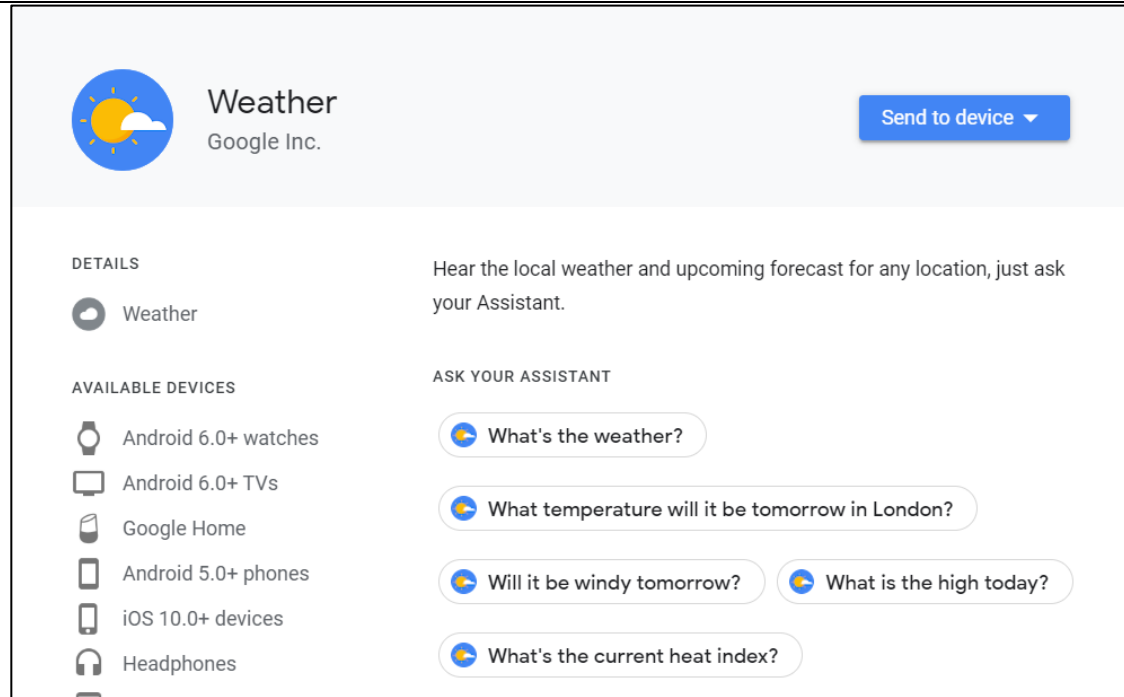 Weather
Google Inc.
Send to device
DETAILS
Weather
AVAILABLE DEVICES
Android 6.0+ watches
Android 6.0+ TVs
Google Home
Android 5.0+ phones
iOS 10.0+ devices
Headphones
Hear the local weather and upcoming forecast for any location, just ask
your Assistant.
ASK YOUR ASSISTANT
What's the weather?
What temperature will it be tomorrow in London?
Will it be windy tomorrow?
What is the high today?
What's the current heat index?